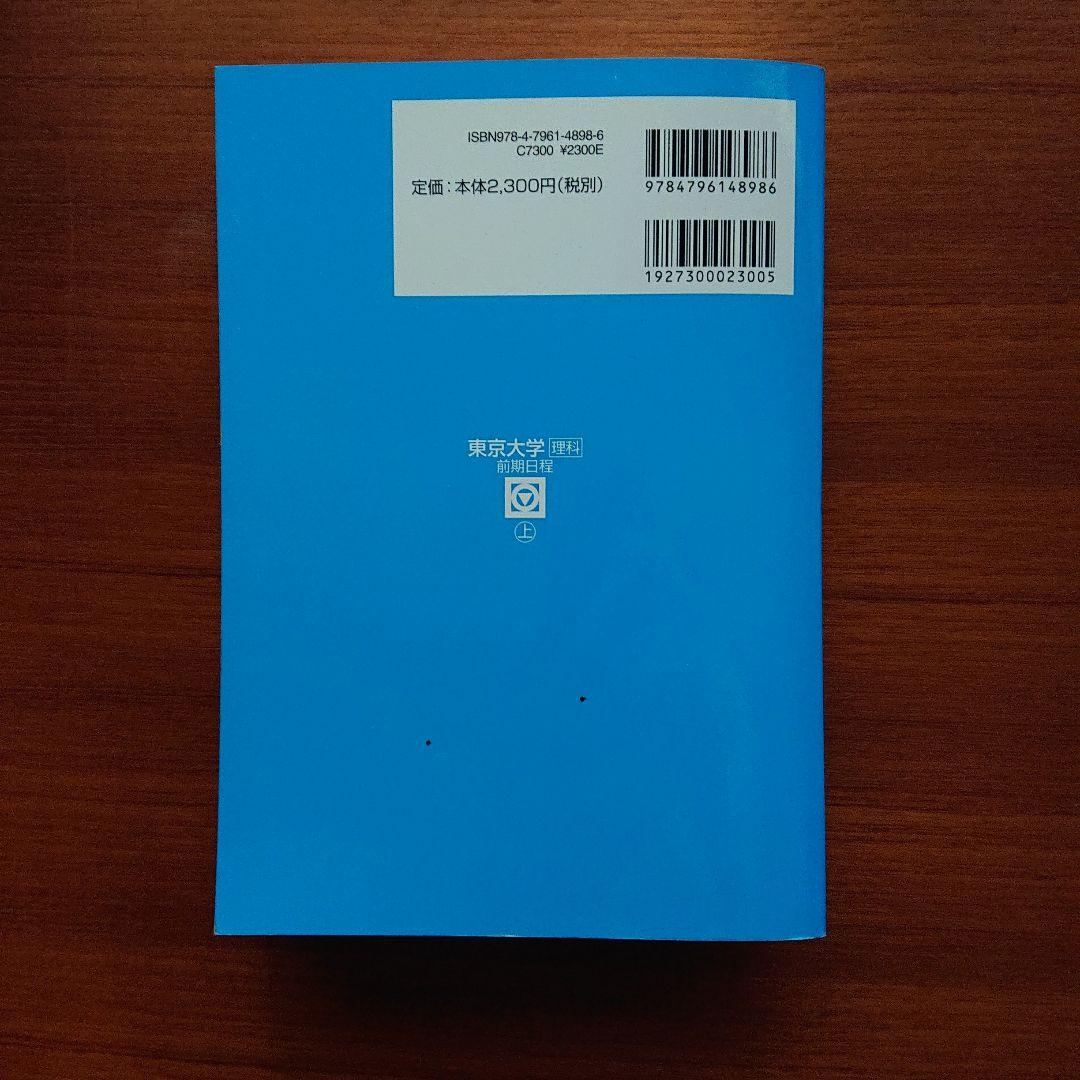 ISBN978-4-7961-4898-6
C7300 ¥2300E
定価：本体2,300円（税別）
9784796148986
1927300023005
東京大学 理科
前期日程
上